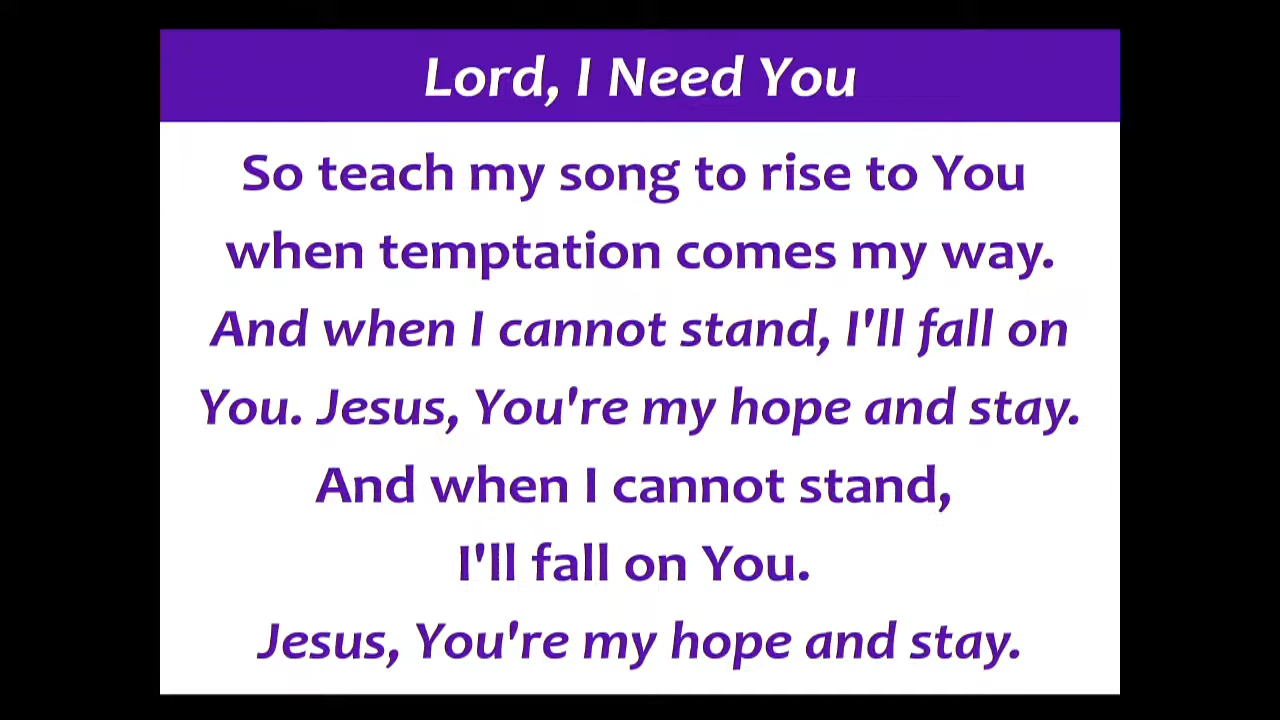 Lord, I Need You
So teach my song to rise to You
when temptation comes my way.
And when I cannot stand, I'll fall on
You. Jesus, You're my hope and stay.
And when I cannot stand,
I'll fall on You.
Jesus, You're my hope and stay.